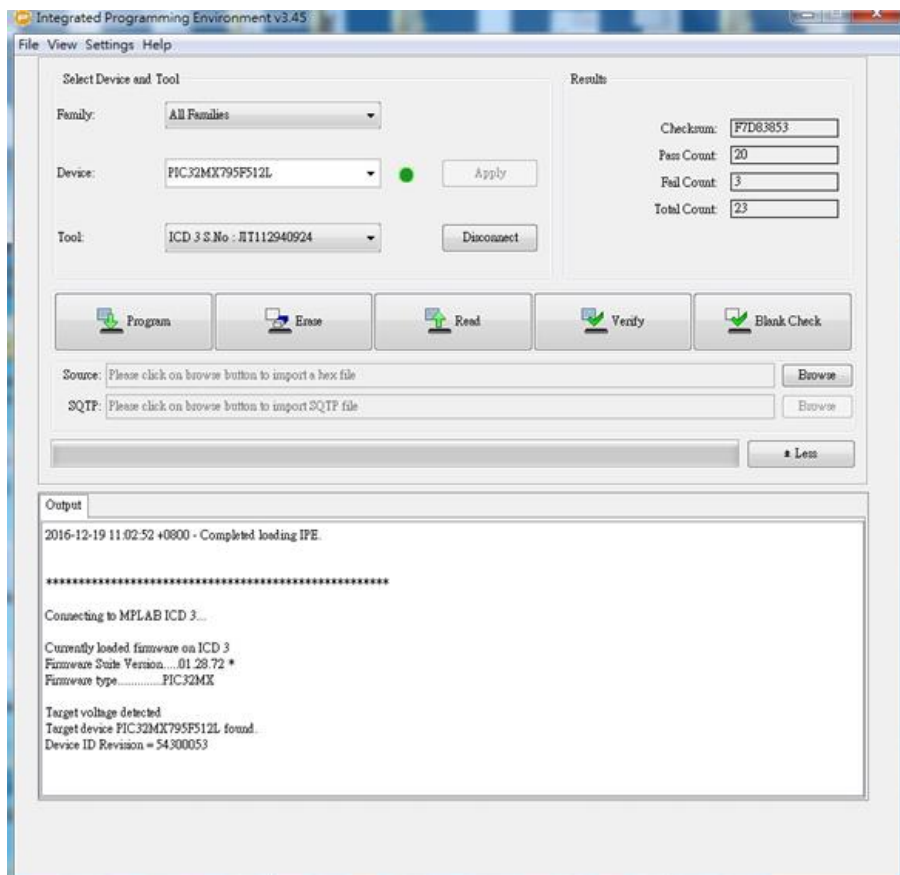 Integrated Programming Environment v3.45
File View Settings Help
Select Device and Tool
Family: All Families
Device: PIC32MX795F512L Apply
Tool: ICD 3 S.No : JIT112940924 Disconnect
Results
Checksum: F7D83853
Pass Count: 20
Fail Count: 3
Total Count: 23
Program Erase Read Verify Blank Check
Source: Please click on browse button to import a hex file Browse
SQTP: Please click on browse button to import SQTP file Browse
Less
Output
2016-12-19 11:02:52 +0800 - Completed loading IPE.
*****************************************************
Connecting to MPLAB ICD 3...
Currently loaded firmware on ICD 3
Firmware Suite Version.....01.28.72 *
Firmware type..............PIC32MX
Target voltage detected
Target device PIC32MX795F512L found.
Device ID Revision = 54300053